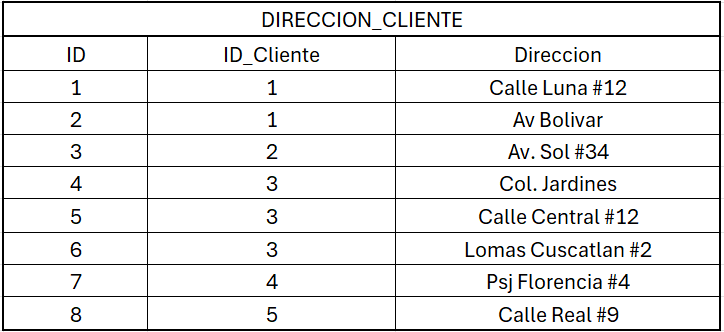 DIRECCION_CLIENTE
ID ID_Cliente Direccion
1 1 Calle Luna #12
2 1 Av Bolivar
3 2 Av. Sol #34
4 3 Col. Jardines
5 3 Calle Central #12
6 3 Lomas Cuscatlan #2
7 4 Psj Florencia #4
8 5 Calle Real #9